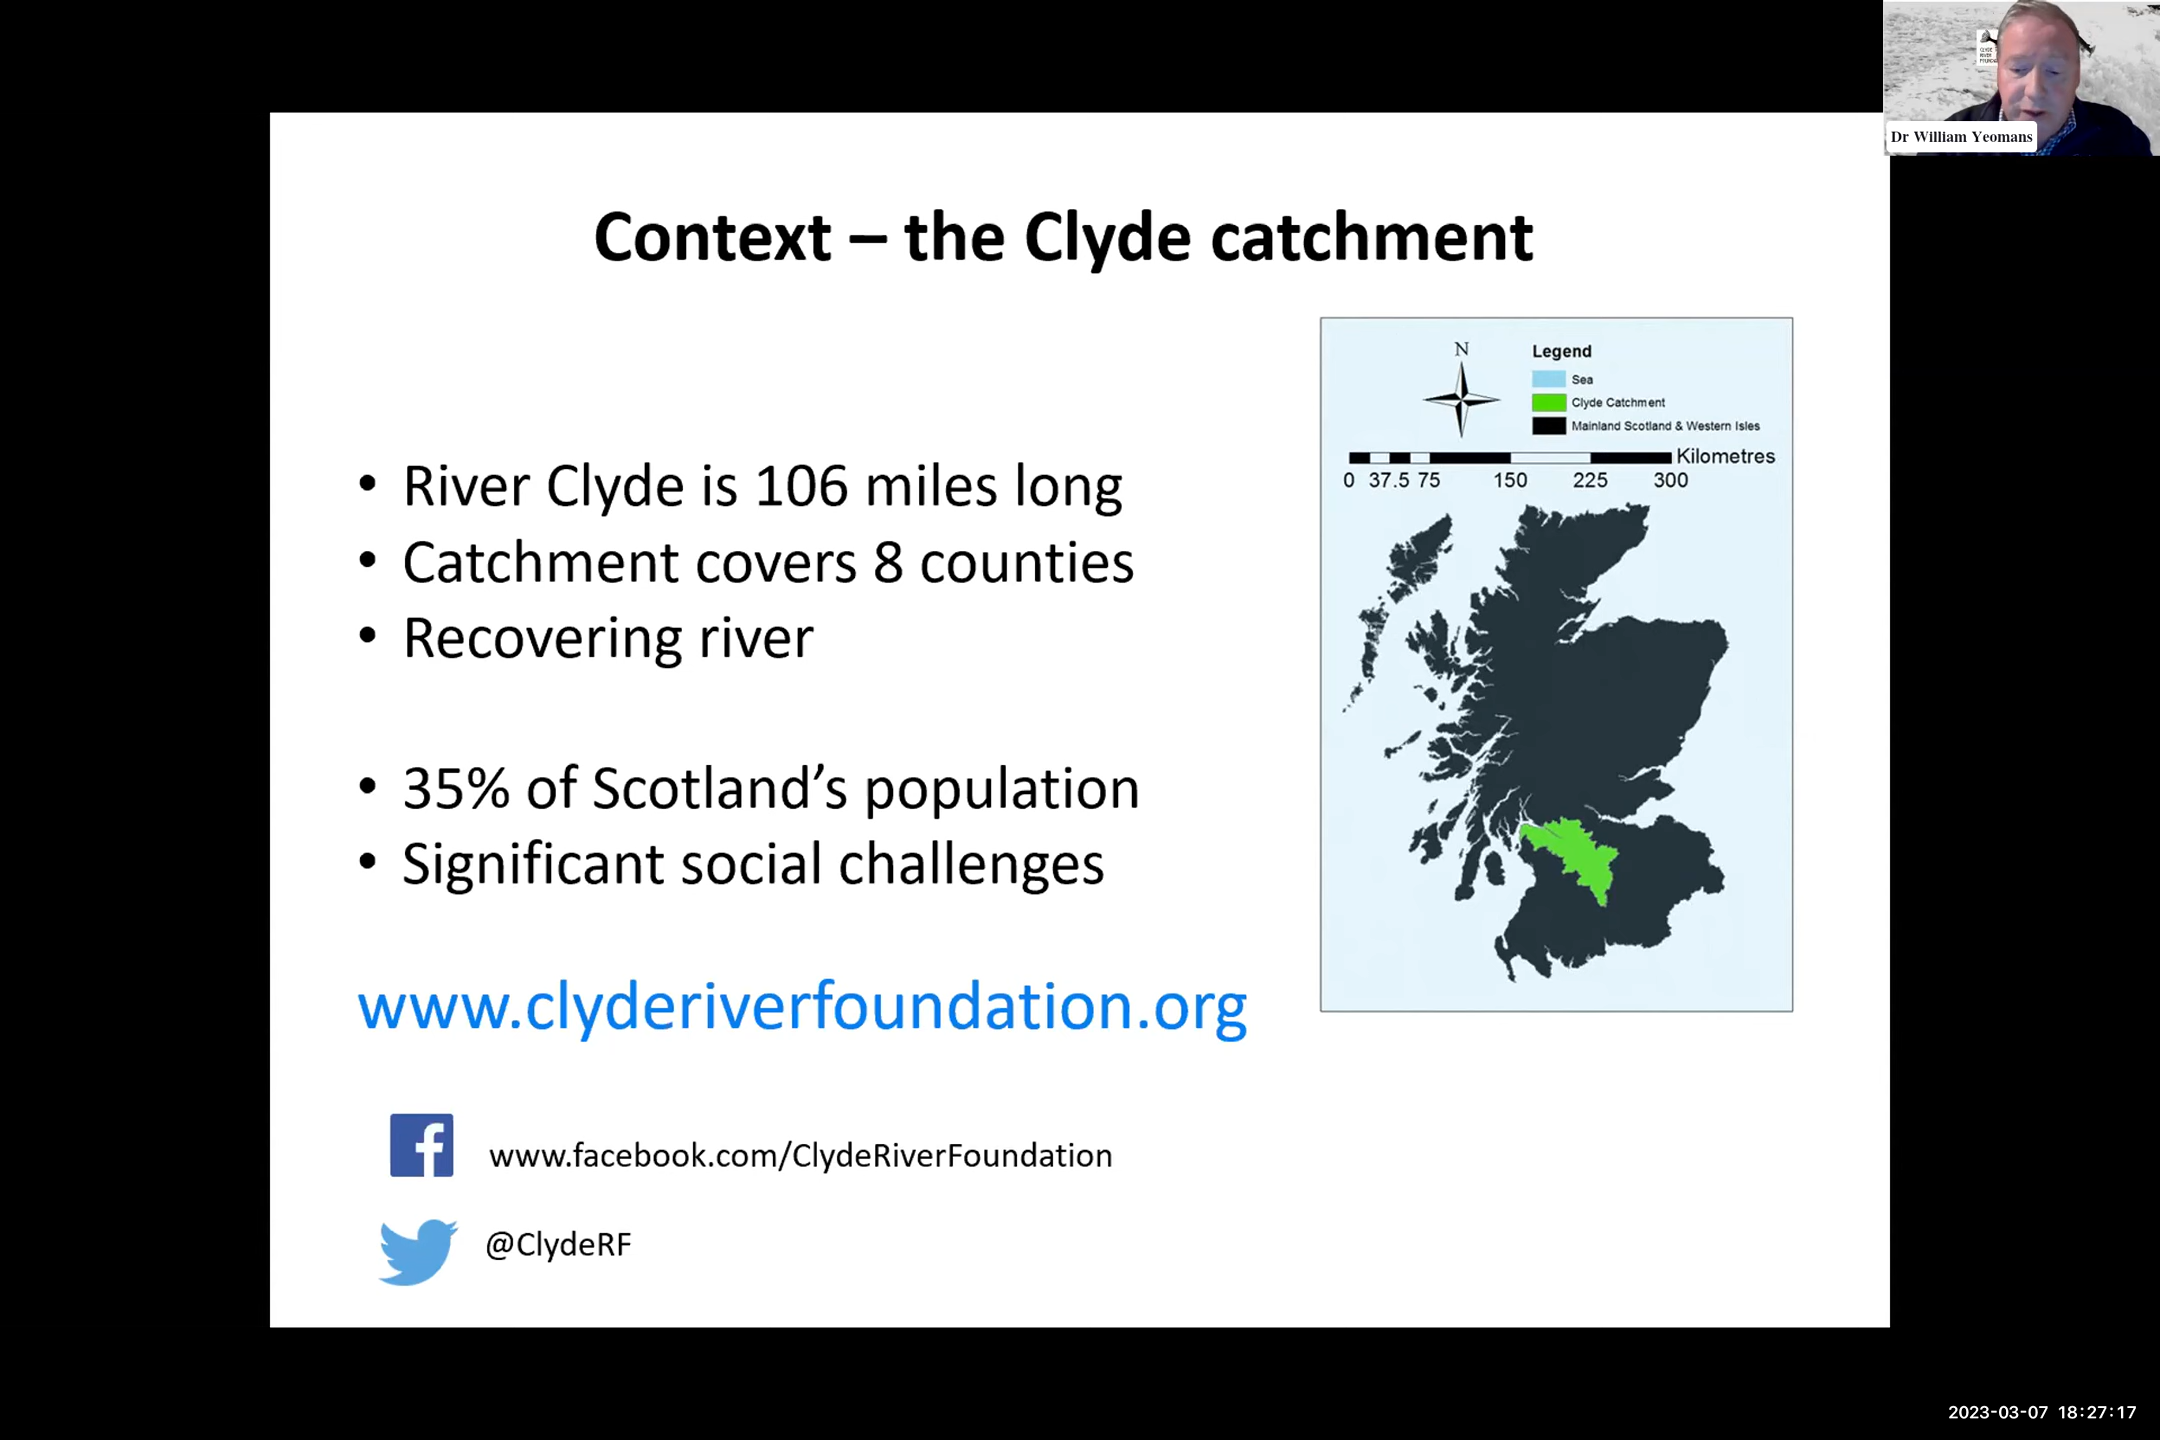 Dr William Yeomans
Context – the Clyde catchment
• River Clyde is 106 miles long
• Catchment covers 8 counties
• Recovering river
• 35% of Scotland’s population
• Significant social challenges
www.clyderiverfoundation.org
www.facebook.com/ClydeRiverFoundation
@ClydeRF
N
Legend
Sea
Clyde Catchment
Mainland Scotland & Western Isles
Kilometres
0 37.5 75 150 225 300
2023-03-07 18:27:17